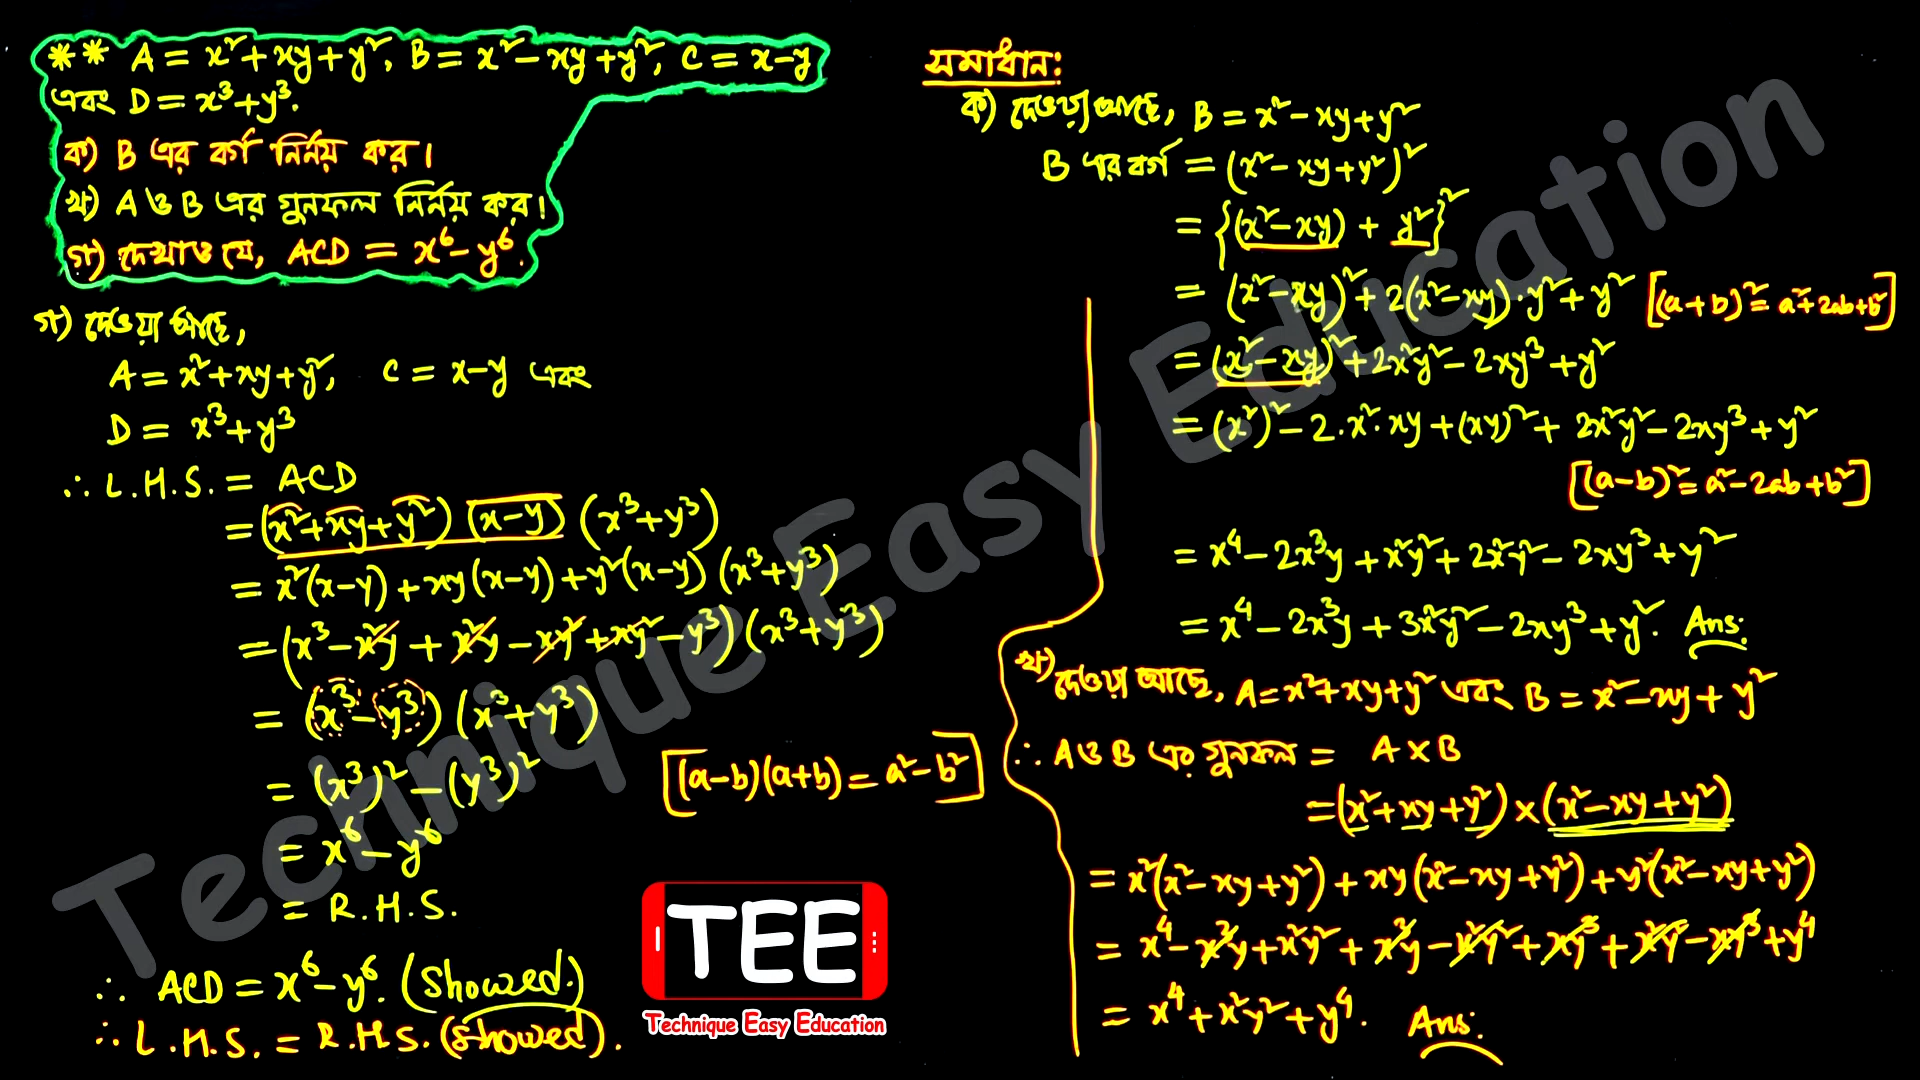 ** A = x²+xy+y², B = x²-xy+y², C = x-y
এবং D = x³+y³.
ক) B এর বর্গ নির্নয় কর।
খ) A ও B এর গুনফল নির্নয় কর।
গ) দেখাও যে, ACD = x⁶-y⁶.
গ) দেওয়া আছে,
A = x²+xy+y², C = x-y এবং
D = x³+y³
∴ L.H.S. = ACD
= (x²+xy+y²) (x-y) (x³+y³)
= x²(x-y)+xy(x-y)+y²(x-y) (x³+y³)
= (x³-x²y+x²y-xy²+xy²-y³)(x³+y³)
= (x³-y³) (x³+y³)
= (x³)²-(y³)² [(a-b)(a+b)=a²-b²]
= x⁶-y⁶
= R.H.S.
∴ ACD = x⁶-y⁶. (Showed.)
∴ L.H.S. = R.H.S. (Showed).
সমাধান:
ক) দেওয়া আছে, B = x²-xy+y²
B এর বর্গ = (x²-xy+y²)²
= {(x²-xy) + y²}²
= (x²-xy)²+2(x²-xy)·y²+y² [(a+b)²=a²+2ab+b²]
= (x²-xy)²+2x²y²-2xy³+y²
= (x²)²-2·x²·xy+(xy)²+2x²y²-2xy³+y²
[(a-b)²=a²-2ab+b²]
= x⁴-2x³y+x²y²+2x²y²-2xy³+y²
= x⁴-2x³y+3x²y²-2xy³+y². Ans:
খ) দেওয়া আছে, A=x²+xy+y² এবং B = x²-xy+y²
∴ A ও B এর গুনফল = A×B
=(x²+xy+y²)×(x²-xy+y²)
= x²(x²-xy+y²)+xy(x²-xy+y²)+y²(x²-xy+y²)
= x⁴-x³y+x²y²+x³y-x²y²+xy³+x²y²-xy³+y⁴
= x⁴+x²y²+y⁴. Ans:
TEE
Technique Easy Education
Technique Easy Education